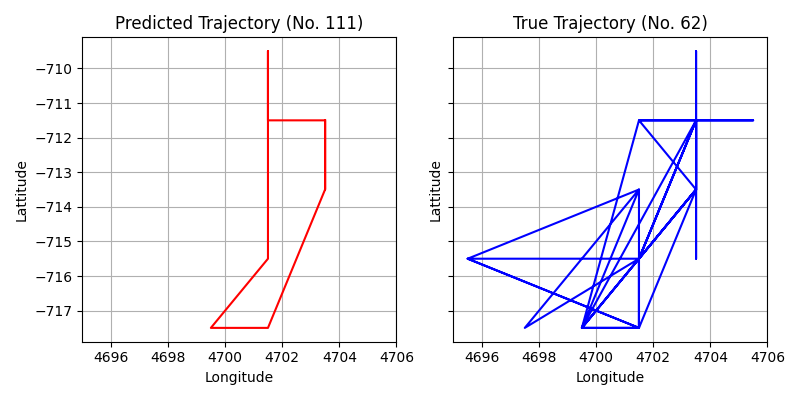 Predicted Trajectory (No. 111)
True Trajectory (No. 62)
−710
−711
−712
−713
−714
−715
−716
−717
Lattitude
Lattitude
4696 4698 4700 4702 4704 4706
4696 4698 4700 4702 4704 4706
Longitude
Longitude